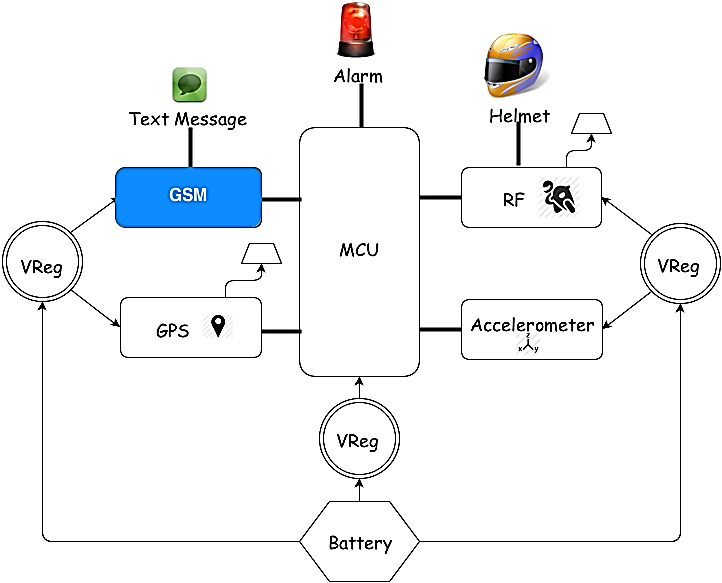 Alarm
Text Message
Helmet
GSM
RF
MCU
VReg
VReg
GPS
Accelerometer
z
x y
VReg
Battery